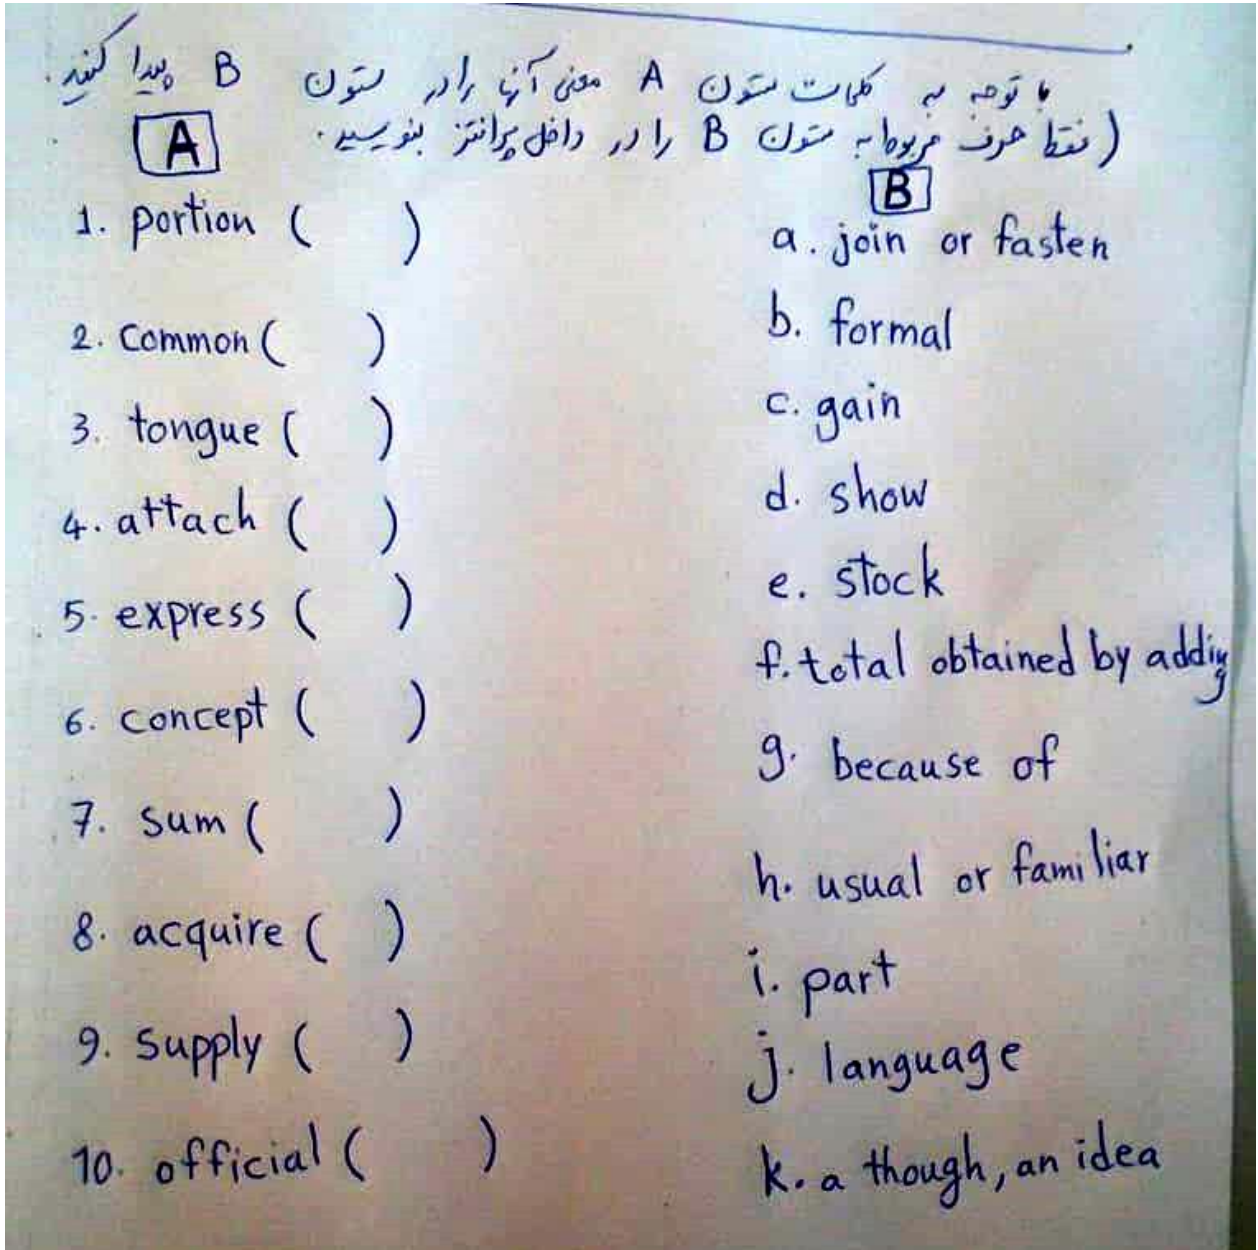 با توجه به کلمات ستون A معنی آنها را در ستون B پیدا کنید.
(فقط حرف مربوط به ستون B را در داخل پرانتز بنویسید.
A
B
1. portion ( )
a. join or fasten
2. Common ( )
b. formal
3. tongue ( )
c. gain
4. attach ( )
d. show
5. express ( )
e. stock
6. concept ( )
f. total obtained by adding
7. sum ( )
g. because of
8. acquire ( )
h. usual or familiar
9. Supply ( )
i. part
10. official ( )
j. language
k. a though, an idea